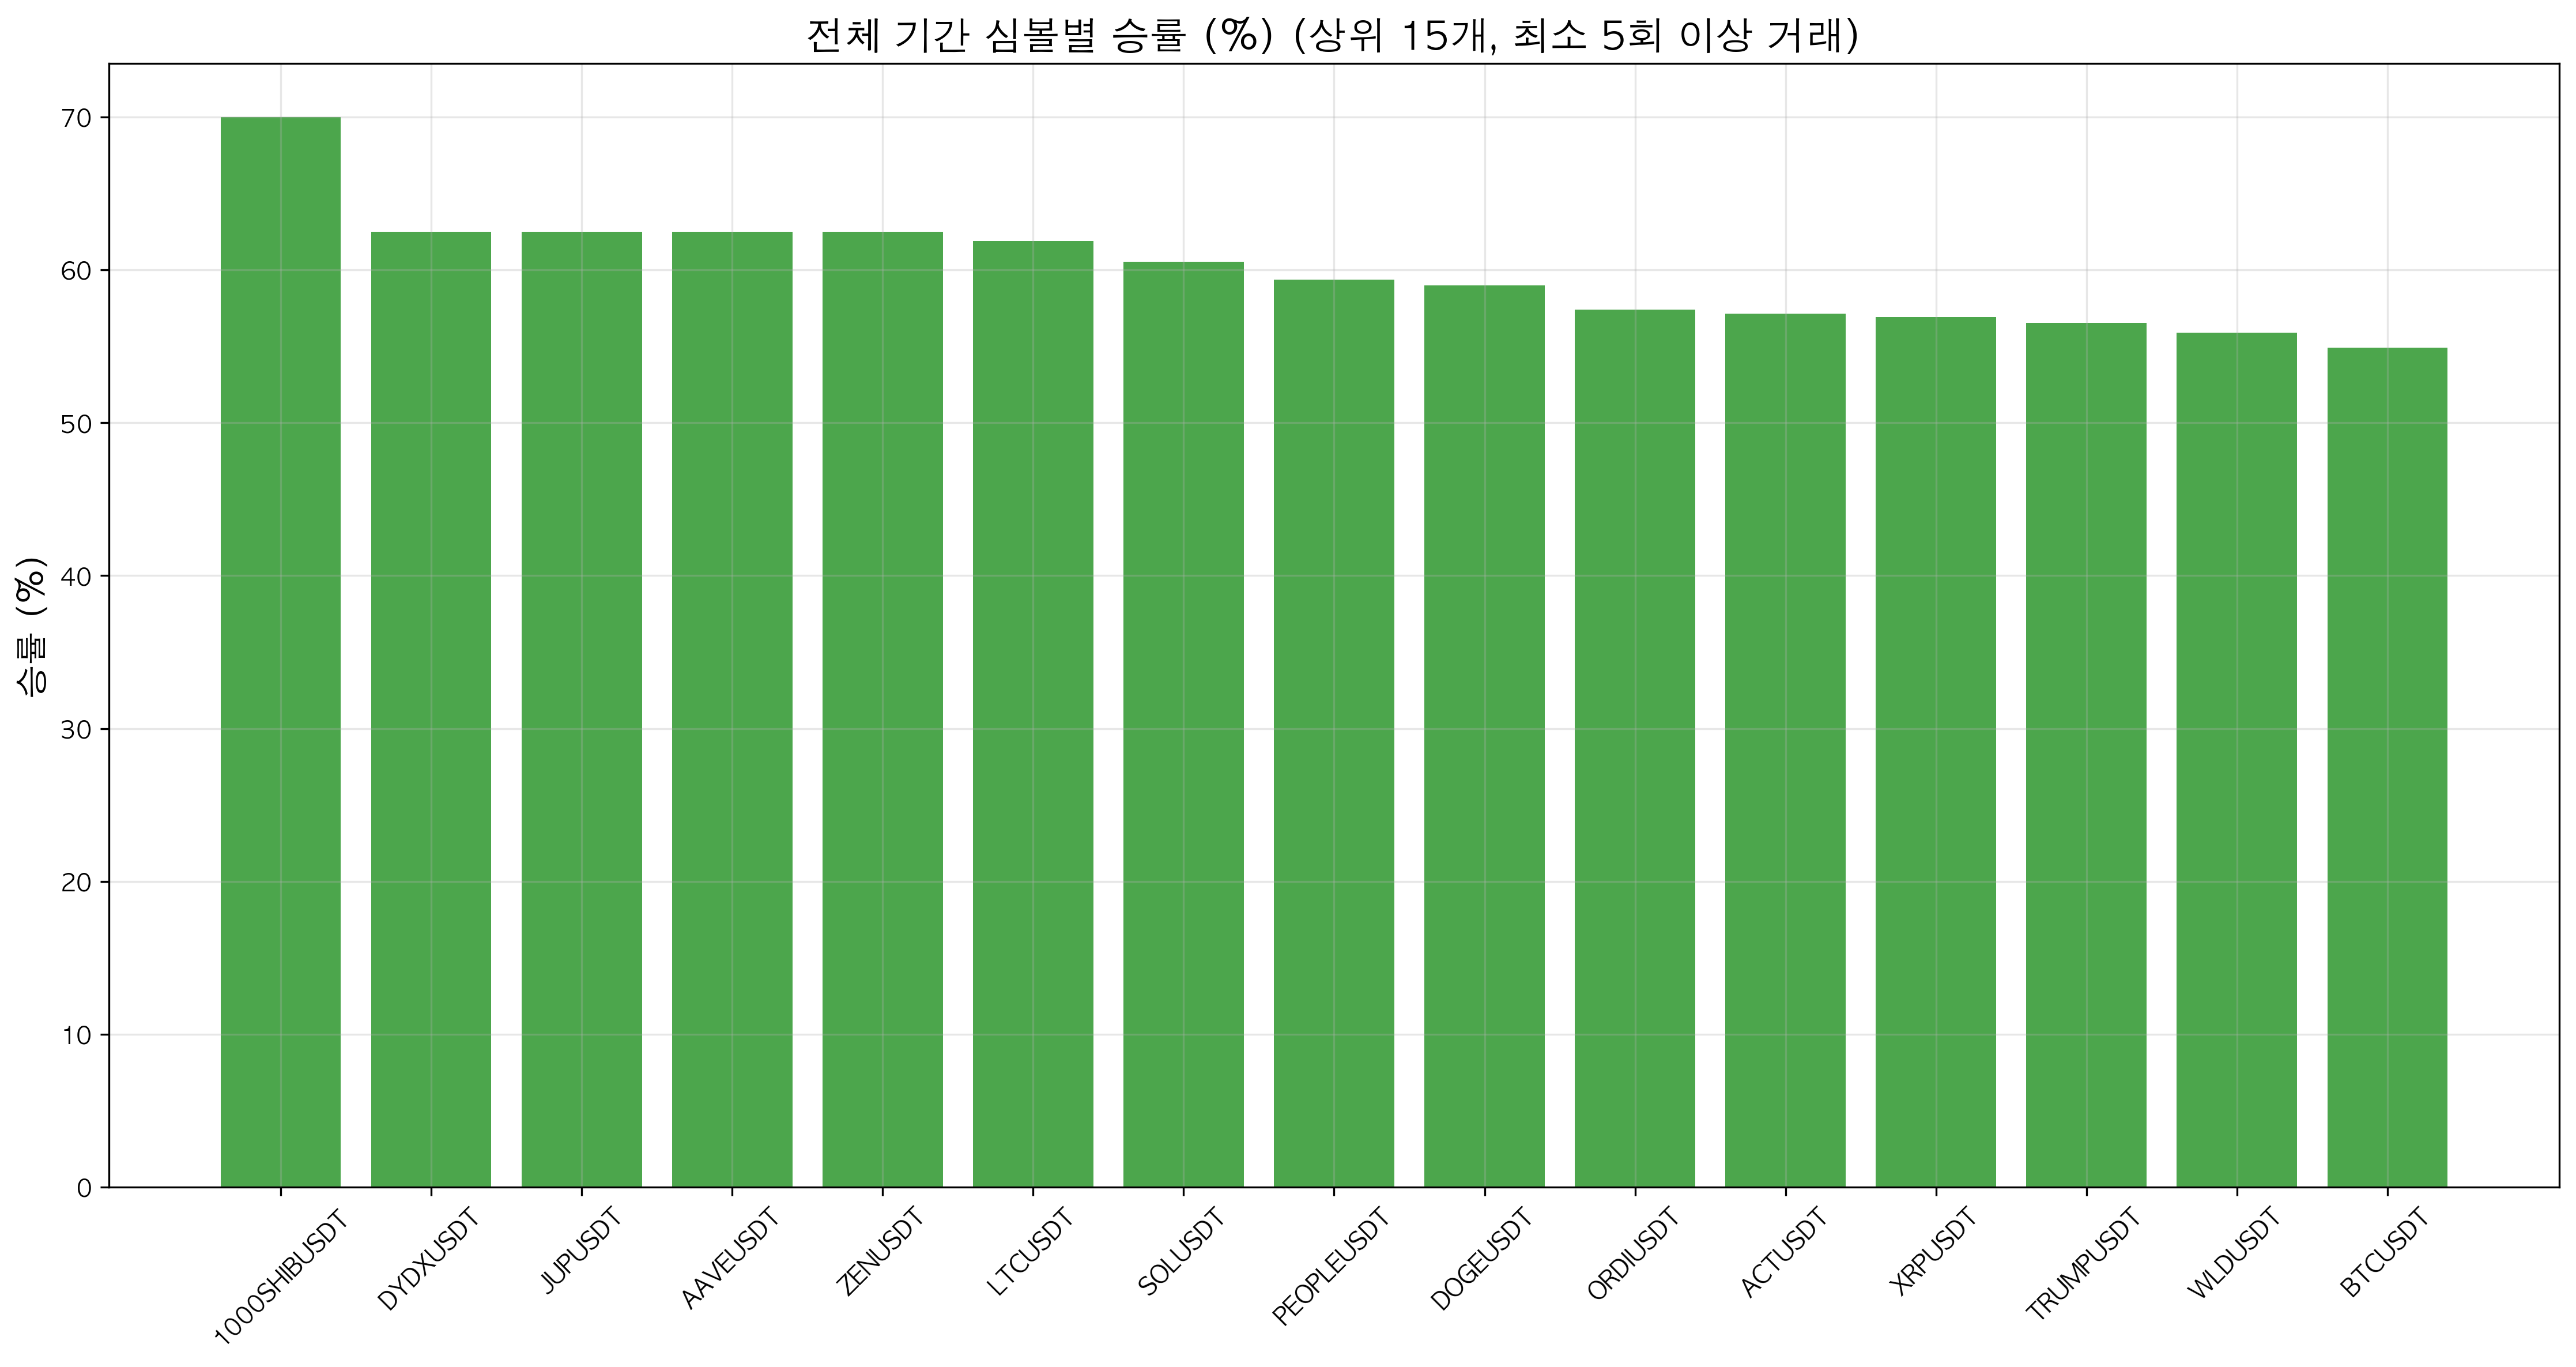 전체 기간 심볼별 승률 (%) (상위 15개, 최소 5회 이상 거래)
승률 (%)
70
60
50
40
30
20
10
0
1000SHIBUSDT
DYDXUSDT
JUPUSDT
AAVEUSDT
ZENUSDT
LTCUSDT
SOLUSDT
PEOPLEUSDT
DOGEUSDT
ORDIUSDT
ACTUSDT
XRPUSDT
TRUMPUSDT
WLDUSDT
BTCUSDT